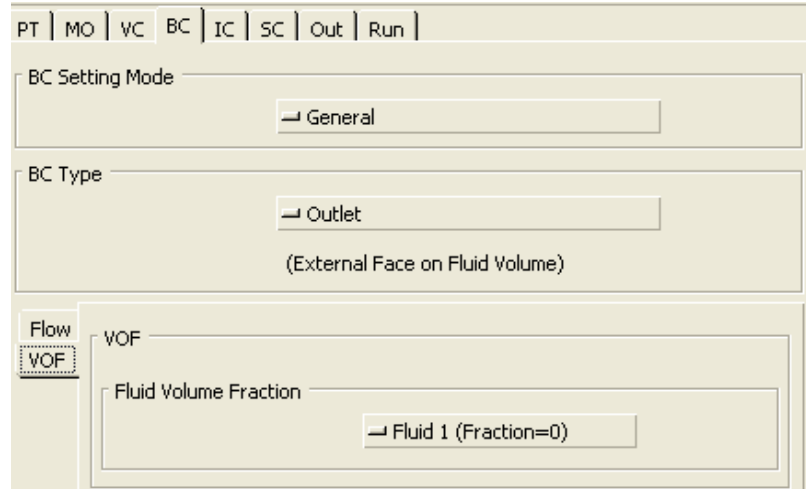 PT MO VC BC IC SC Out Run
BC Setting Mode
General
BC Type
Outlet
(External Face on Fluid Volume)
Flow
VOF
VOF
Fluid Volume Fraction
Fluid 1 (Fraction=0)